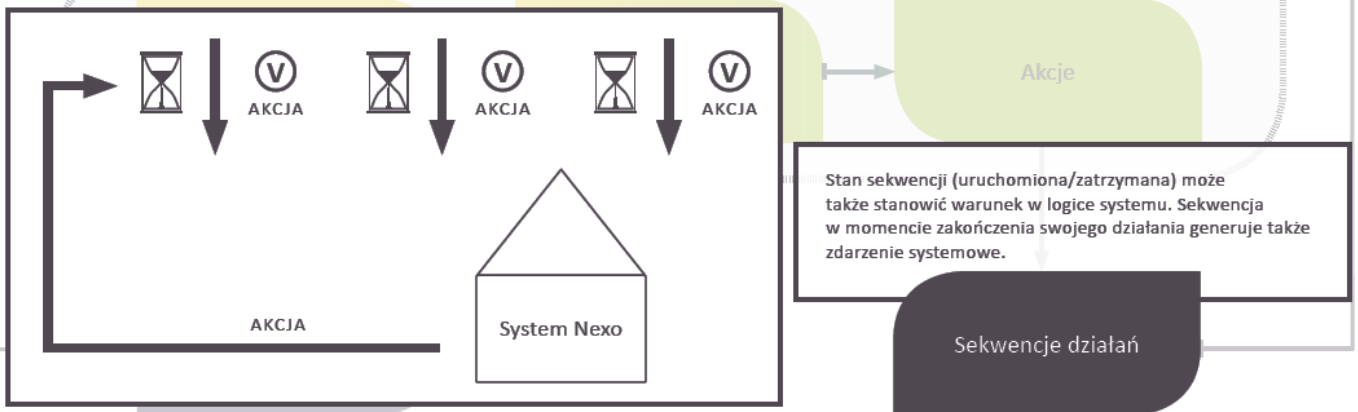 V
AKCJA
V
AKCJA
V
AKCJA
AKCJA
System Nexo
Akcje
Stan sekwencji (uruchomiona/zatrzymana) może
także stanowić warunek w logice systemu. Sekwencja
w momencie zakończenia swojego działania generuje także
zdarzenie systemowe.
Sekwencje działań